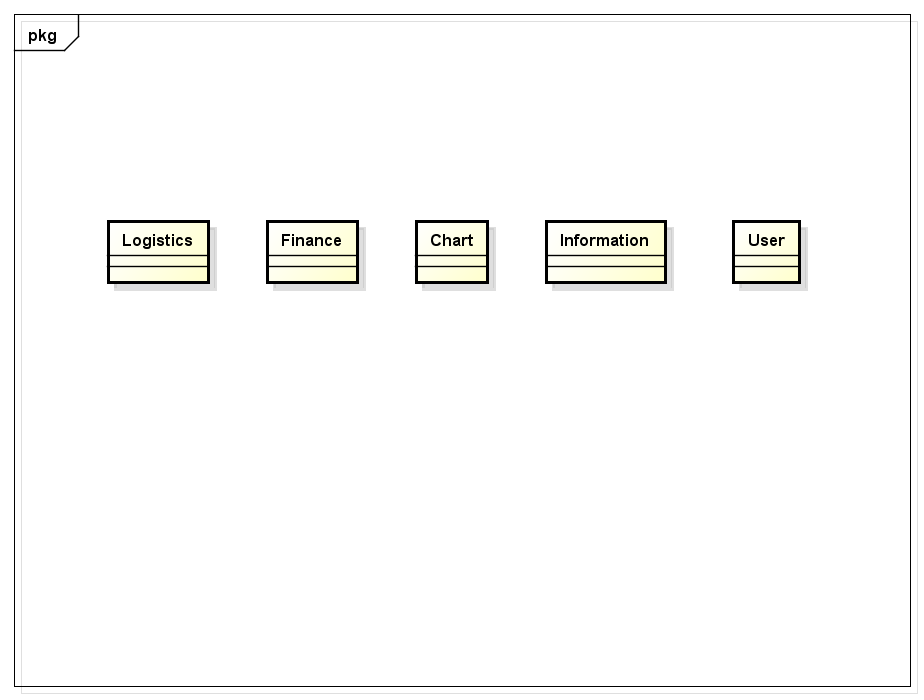 pkg
Logistics
Finance
Chart
Information
User